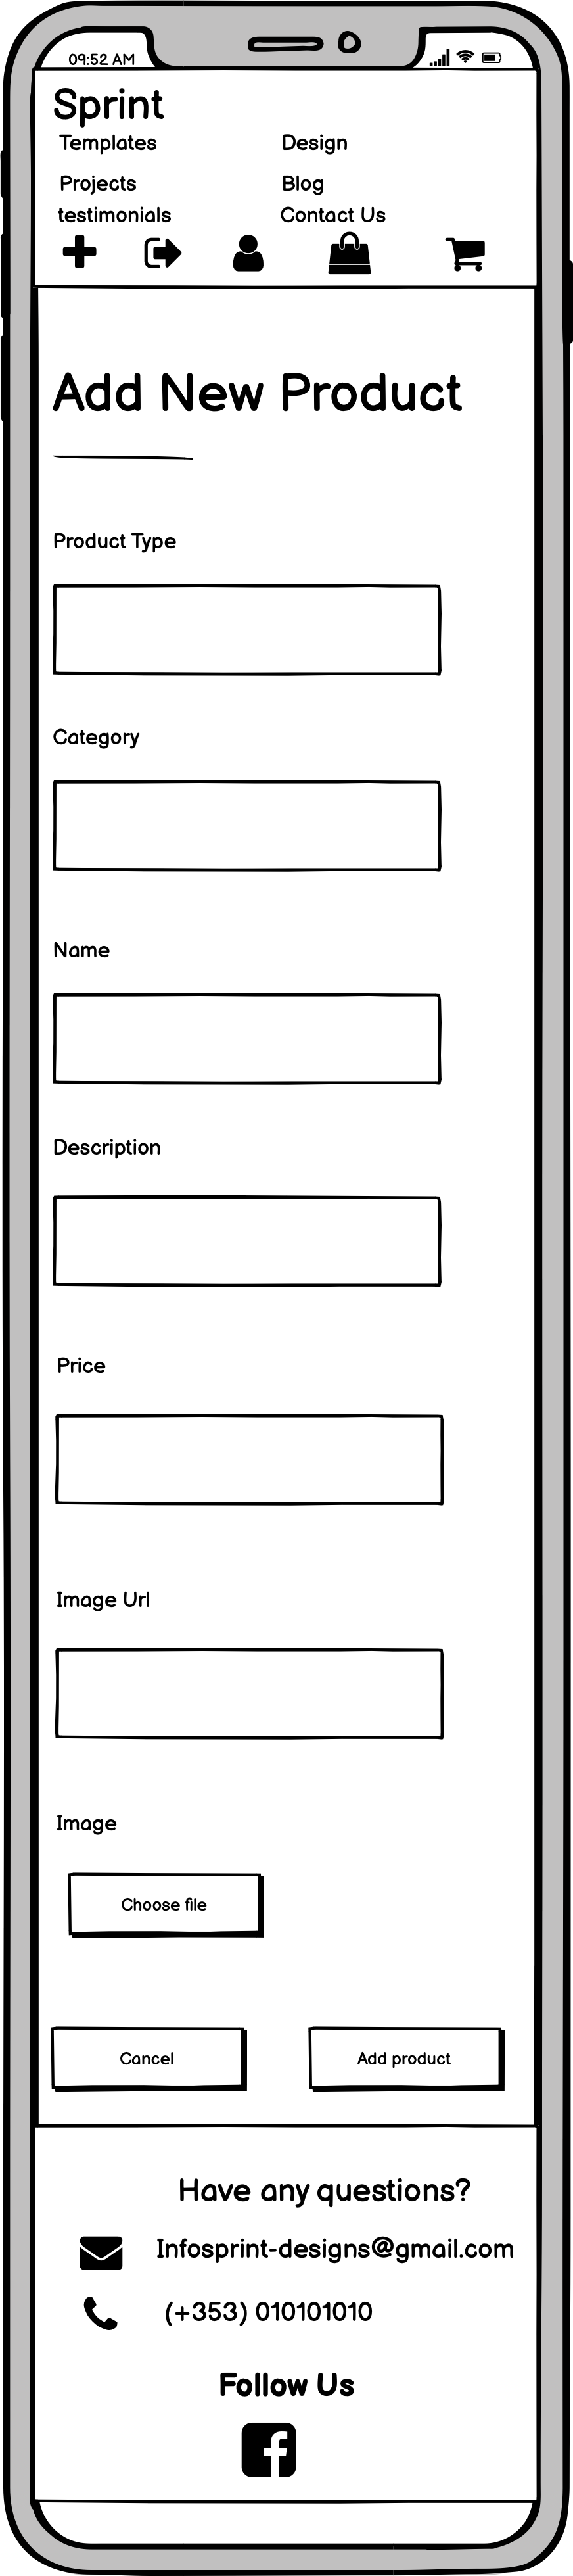 09:52 AM
Sprint
Templates Design
Projects Blog
testimonials Contact Us
Add New Product
Product Type
Category
Name
Description
Price
Image Url
Image
Choose file
Cancel Add product
Have any questions?
Infosprint-designs@gmail.com
(+353) 010101010
Follow Us